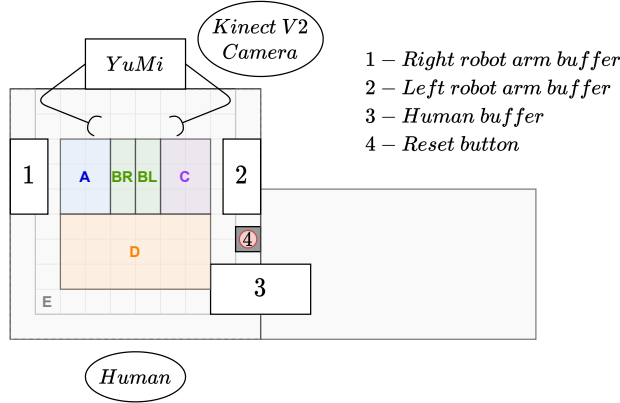 Kinect V2
Camera
YuMi
1 – Right robot arm buffer
2 – Left robot arm buffer
3 – Human buffer
4 – Reset button
1
A
BR
BL
C
2
D
4
3
E
Human